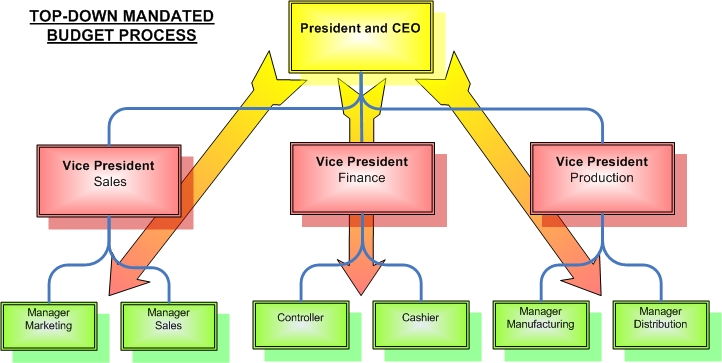 TOP-DOWN MANDATED
BUDGET PROCESS
President and CEO
Vice President
Sales
Vice President
Finance
Vice President
Production
Manager
Marketing
Manager
Sales
Controller
Cashier
Manager
Manufacturing
Manager
Distribution